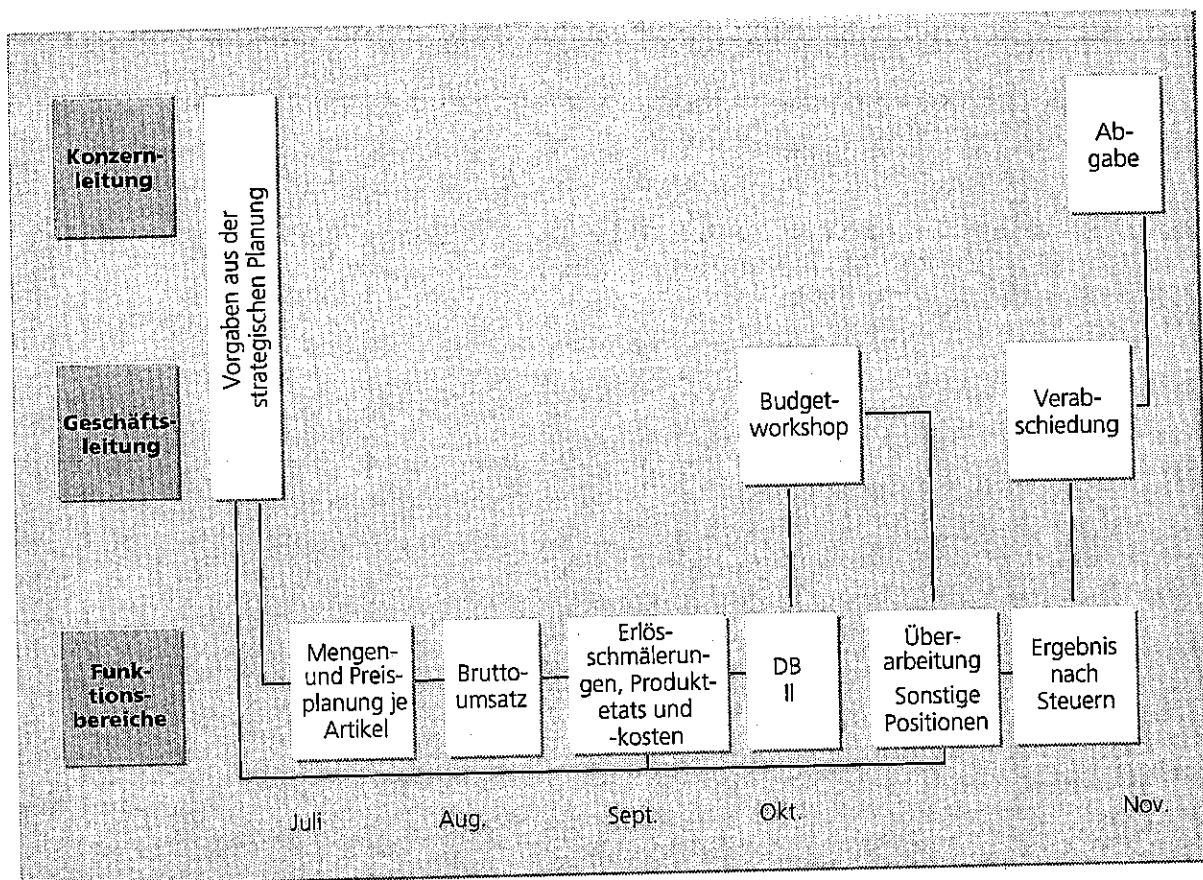 Konzern-
leitung
Vorgaben aus der
strategischen Planung
Ab-
gabe
Geschäfts-
leitung
Budget-
workshop
Verab-
schiedung
Funk-
tions-
bereiche
Mengen-
und Preis-
planung je
Artikel
Brutto-
umsatz
Erlös-
schmälerun-
gen, Produkt-
etats und
-kosten
DB
II
Über-
arbeitung
Sonstige
Positionen
Ergebnis
nach
Steuern
Juli
Aug.
Sept.
Okt.
Nov.